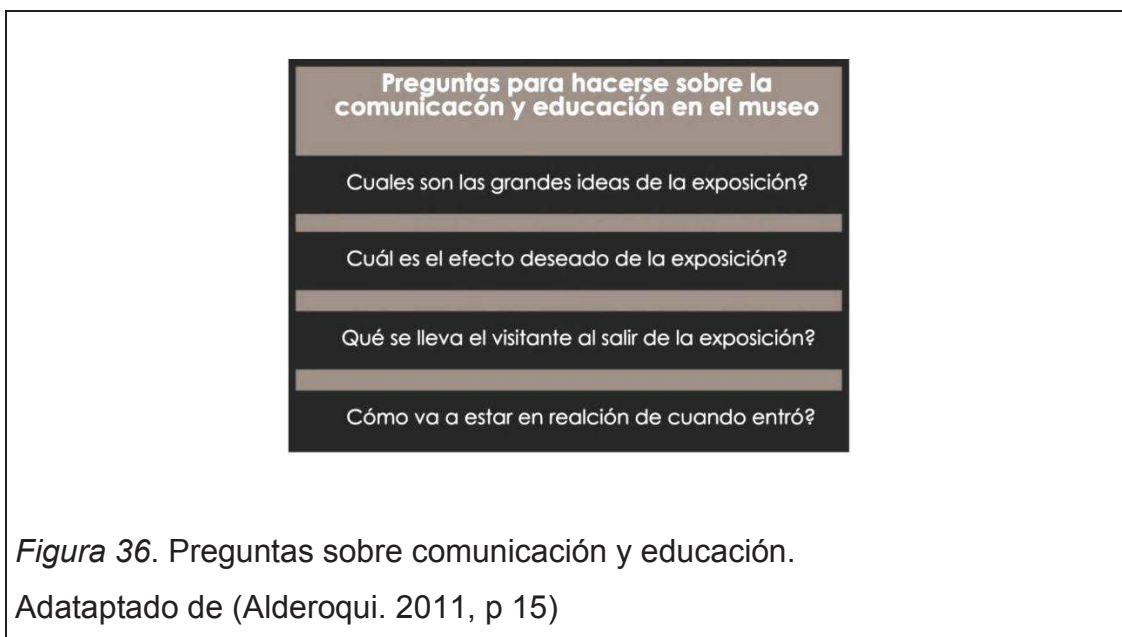 Preguntas para hacerse sobre la
comunicacón y educación en el museo
Cuales son las grandes ideas de la exposición?
Cuál es el efecto deseado de la exposición?
Qué se lleva el visitante al salir de la exposición?
Cómo va a estar en realción de cuando entró?
Figura 36. Preguntas sobre comunicación y educación.
Adataptado de (Alderoqui. 2011, p 15)